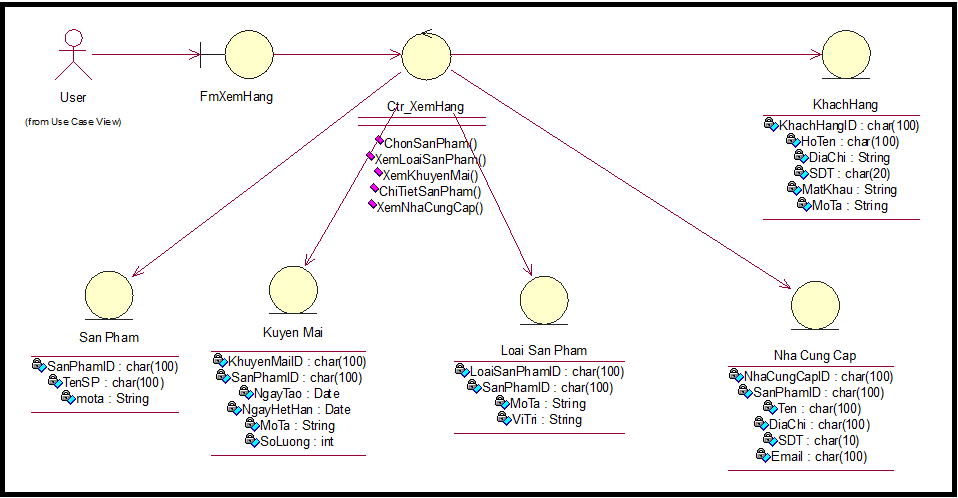 User
(from Use Case View)
FmXemHang
Ctr_XemHang
ChonSanPham()
XemLoaiSanPham()
XemKhuyenMai()
ChiTietSanPham()
XemNhaCungCap()
KhachHang
KhachHangID : char(100)
HoTen : char(100)
DiaChi : String
SDT : char(20)
MatKhau : String
MoTa : String
San Pham
SanPhamID : char(100)
TenSP : char(100)
mota : String
Kuyen Mai
KhuyenMaiID : char(100)
SanPhamID : char(100)
NgayTao : Date
NgayHetHan : Date
MoTa : String
SoLuong : int
Loai San Pham
LoaiSanPhamID : char(100)
SanPhamID : char(100)
MoTa : String
ViTri : String
Nha Cung Cap
NhaCungCapID : char(100)
SanPhamID : char(100)
Ten : char(100)
DiaChi : char(100)
SDT : char(10)
Email : char(100)